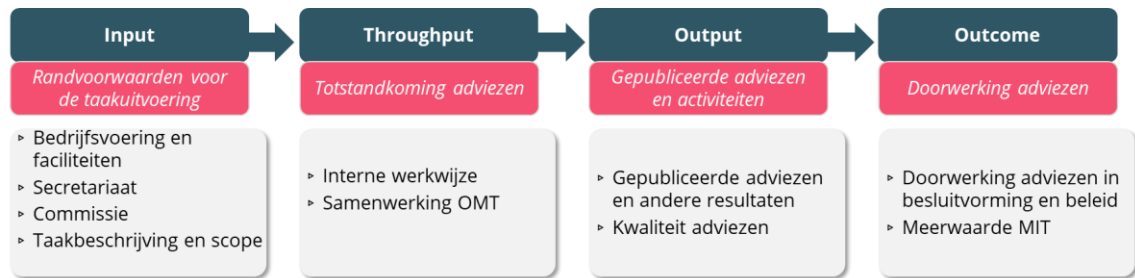 Input
Randvoorwaarden voor
de taakuitvoering
▹ Bedrijfsvoering en
faciliteiten
▹ Secretariaat
▹ Commissie
▹ Taakbeschrijving en scope
Throughput
Totstandkoming adviezen
▹ Interne werkwijze
▹ Samenwerking OMT
Output
Gepubliceerde adviezen
en activiteiten
▹ Gepubliceerde adviezen
en andere resultaten
▹ Kwaliteit adviezen
Outcome
Doorwerking adviezen
▹ Doorwerking adviezen in
besluitvorming en beleid
▹ Meerwaarde MIT